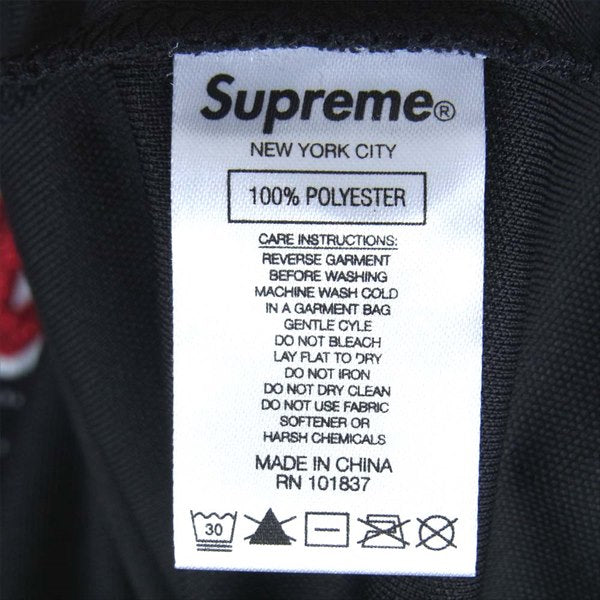 Supreme®
NEW YORK CITY
100% POLYESTER
CARE INSTRUCTIONS:
REVERSE GARMENT
BEFORE WASHING
MACHINE WASH COLD
IN A GARMENT BAG
GENTLE CYLE
DO NOT BLEACH
LAY FLAT TO DRY
DO NOT IRON
DO NOT DRY CLEAN
DO NOT USE FABRIC
SOFTENER OR
HARSH CHEMICALS
MADE IN CHINA
RN 101837
30